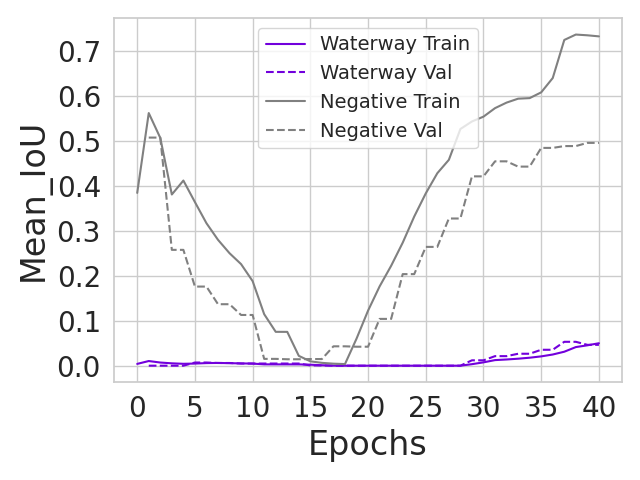 Waterway Train
Waterway Val
Negative Train
Negative Val
Mean_IoU
0.7
0.6
0.5
0.4
0.3
0.2
0.1
0.0
0 5 10 15 20 25 30 35 40
Epochs